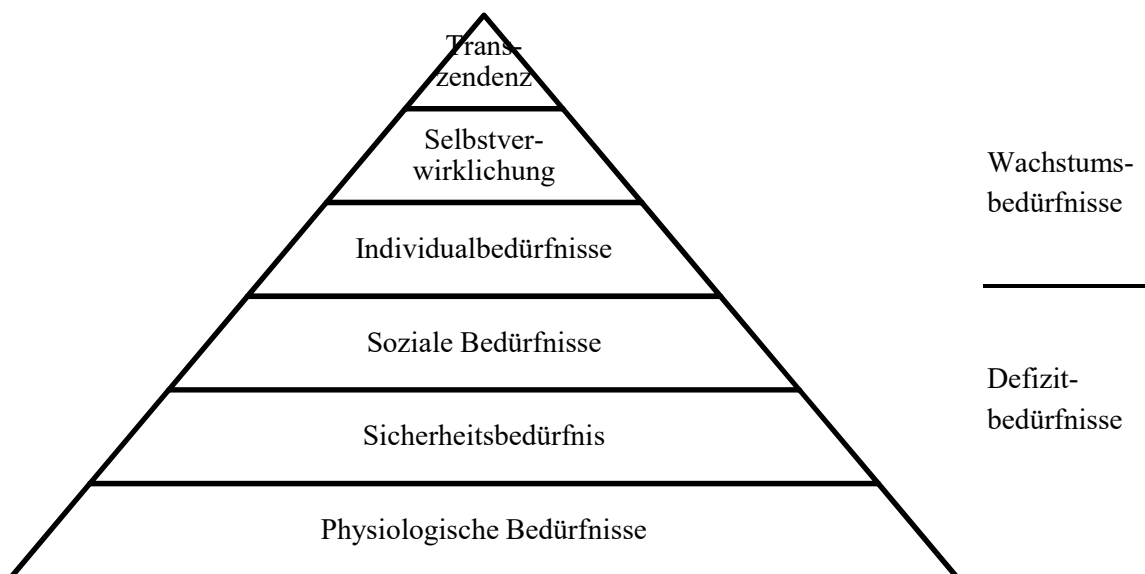 Trans-
zendenz
Selbstver-
wirklichung
Individualbedürfnisse
Soziale Bedürfnisse
Sicherheitsbedürfnis
Physiologische Bedürfnisse
Wachstums-
bedürfnisse
Defizit-
bedürfnisse